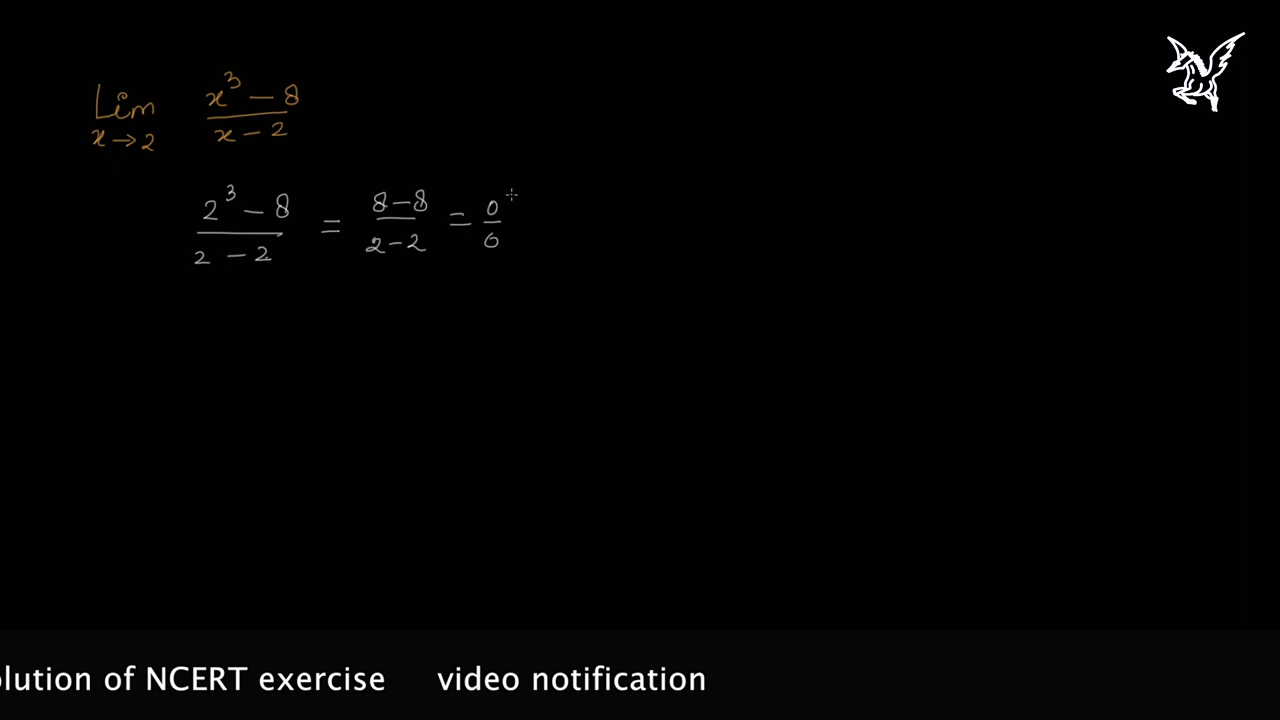 Lim x→2 (x³ − 8)/(x − 2)
(2³ − 8)/(2 − 2) = (8 − 8)/(2 − 2) = 0/0
olution of NCERT exercise video notification